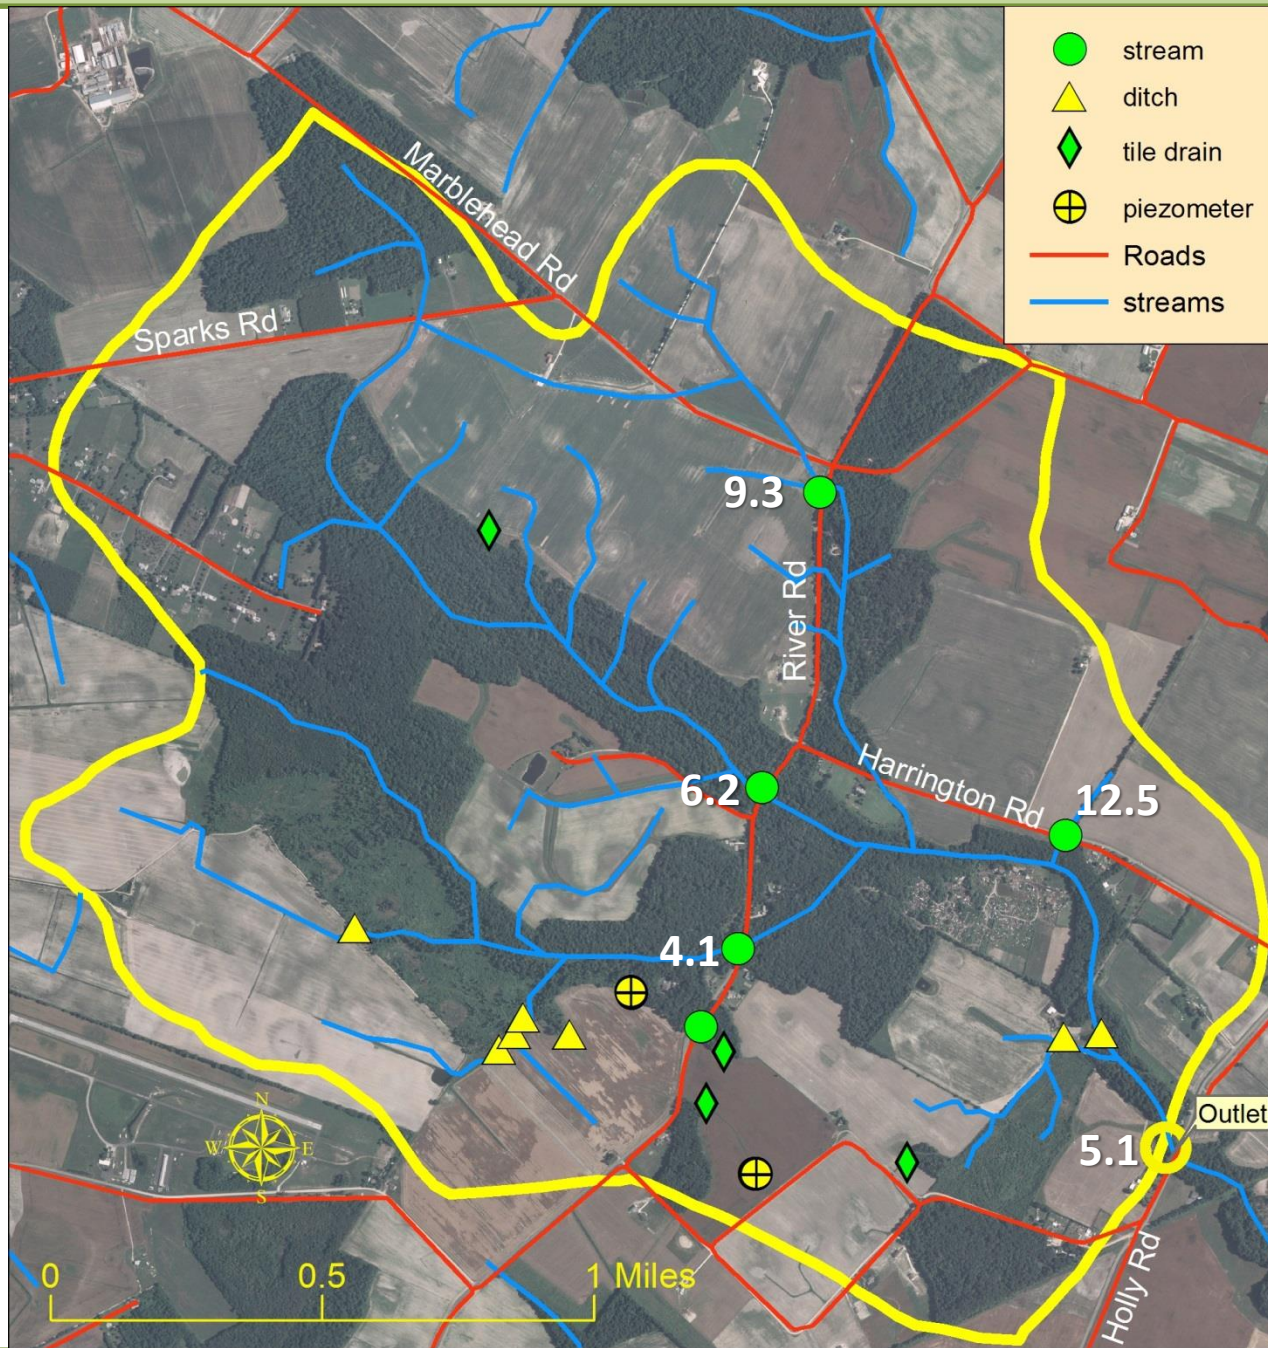 stream
ditch
tile drain
piezometer
Roads
streams
Marblehead Rd
Sparks Rd
9.3
River Rd
Harrington Rd
6.2
12.5
4.1
N
W
E
S
Outlet
5.1
0
0.5
1 Miles
Holly Rd